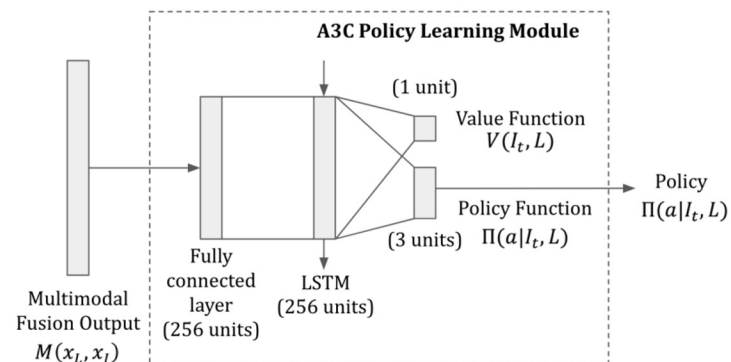 A3C Policy Learning Module
(1 unit)
Value Function
V(I_t, L)
Policy
Π(a|I_t, L)
Policy Function
(3 units) Π(a|I_t, L)
Fully
connected
layer
(256 units)
LSTM
(256 units)
Multimodal
Fusion Output
M(x_L, x_I)